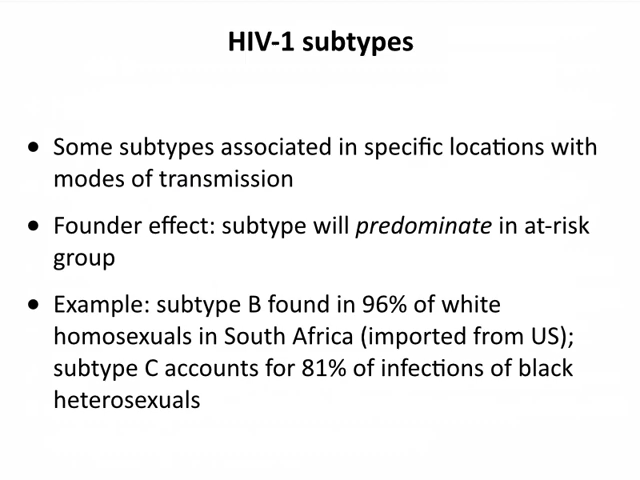 HIV-1 subtypes
• Some subtypes associated in specific locations with
modes of transmission
• Founder effect: subtype will predominate in at-risk
group
• Example: subtype B found in 96% of white
homosexuals in South Africa (imported from US);
subtype C accounts for 81% of infections of black
heterosexuals